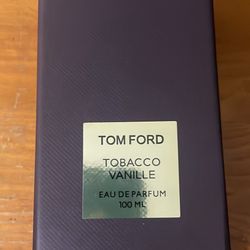 TOM FORD
TOBACCO
VANILLE
EAU DE PARFUM
100 ML